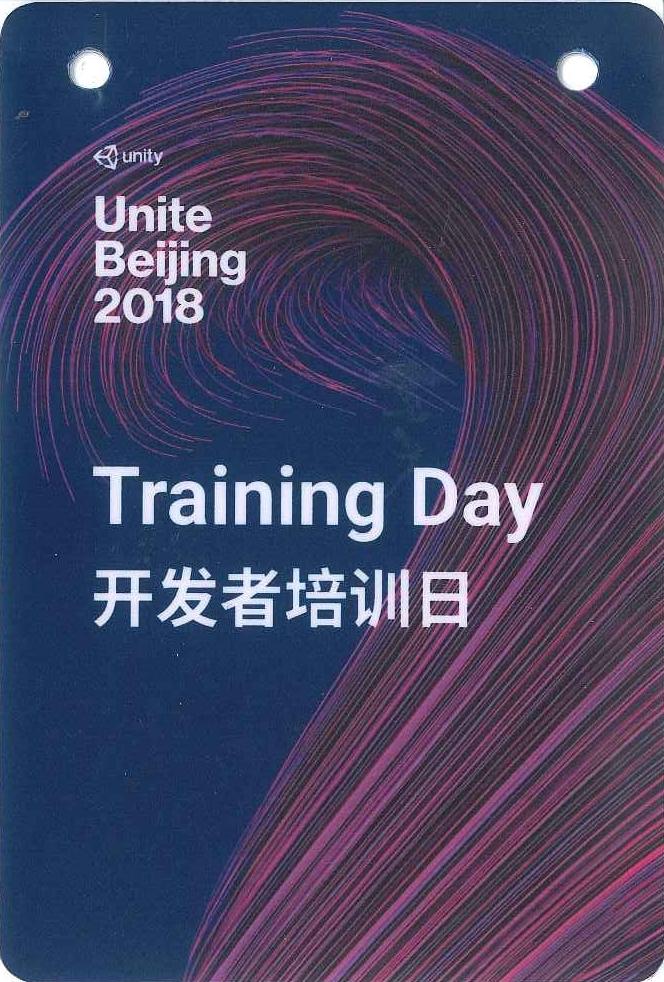 unity
Unite
Beijing
2018
Training Day
开发者培训日